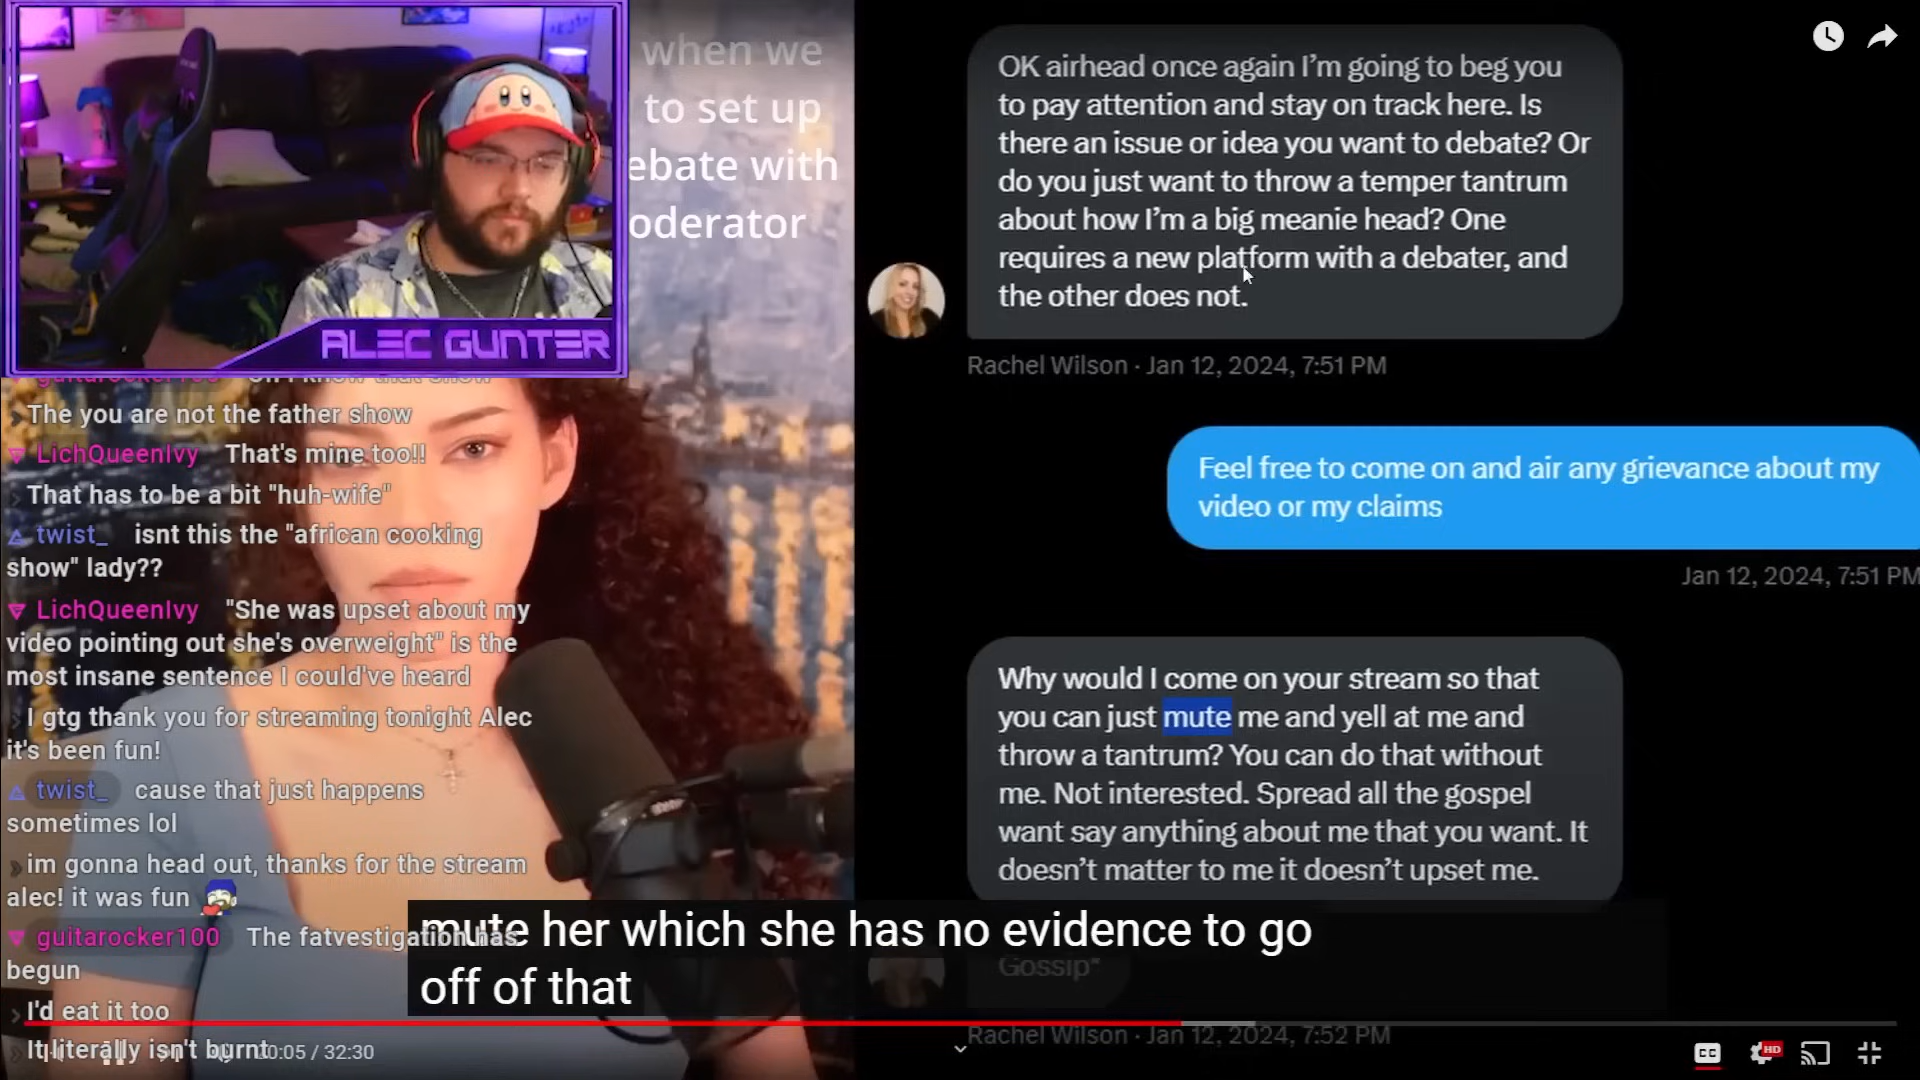 when we
to set up
ebate with
oderator
ALEC GUNTER
The you are not the father show
LichQueenIvy That's mine too!!
That has to be a bit "huh-wife"
twist_ isnt this the "african cooking
show" lady??
LichQueenIvy "She was upset about my
video pointing out she's overweight" is the
most insane sentence I could've heard
I gtg thank you for streaming tonight Alec
it's been fun!
twist_ cause that just happens
sometimes lol
im gonna head out, thanks for the stream
alec! it was fun
guitarocker100 The fatvestigation has
begun
I'd eat it too
It literally isn't burnt
OK airhead once again I'm going to beg you
to pay attention and stay on track here. Is
there an issue or idea you want to debate? Or
do you just want to throw a temper tantrum
about how I'm a big meanie head? One
requires a new platform with a debater, and
the other does not.
Rachel Wilson · Jan 12, 2024, 7:51 PM
Feel free to come on and air any grievance about my
video or my claims
Jan 12, 2024, 7:51 PM
Why would I come on your stream so that
you can just mute me and yell at me and
throw a tantrum? You can do that without
me. Not interested. Spread all the gospel
want say anything about me that you want. It
doesn't matter to me it doesn't upset me.
mute her which she has no evidence to go
off of that
Gossip*
Rachel Wilson · Jan 12, 2024, 7:52 PM
20:05 / 32:30
CC
HD